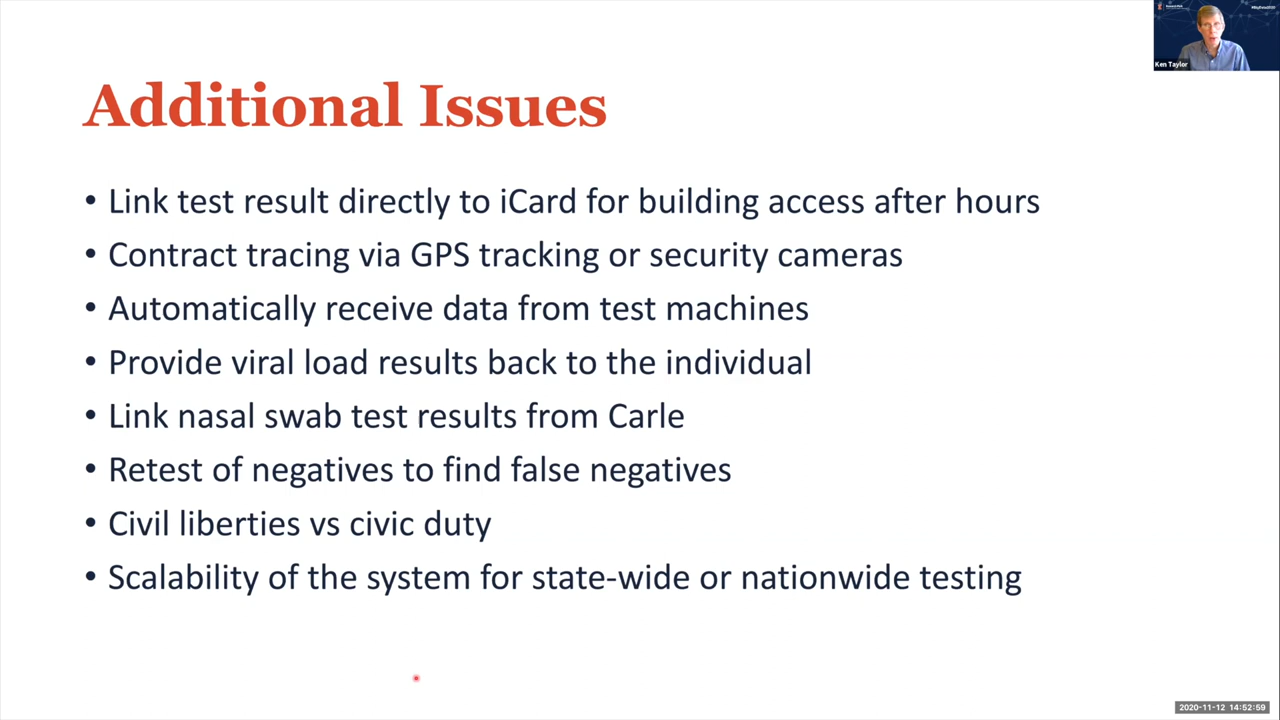 Additional Issues
• Link test result directly to iCard for building access after hours
• Contract tracing via GPS tracking or security cameras
• Automatically receive data from test machines
• Provide viral load results back to the individual
• Link nasal swab test results from Carle
• Retest of negatives to find false negatives
• Civil liberties vs civic duty
• Scalability of the system for state-wide or nationwide testing
Ken Taylor
2020-11-12 14:52:59